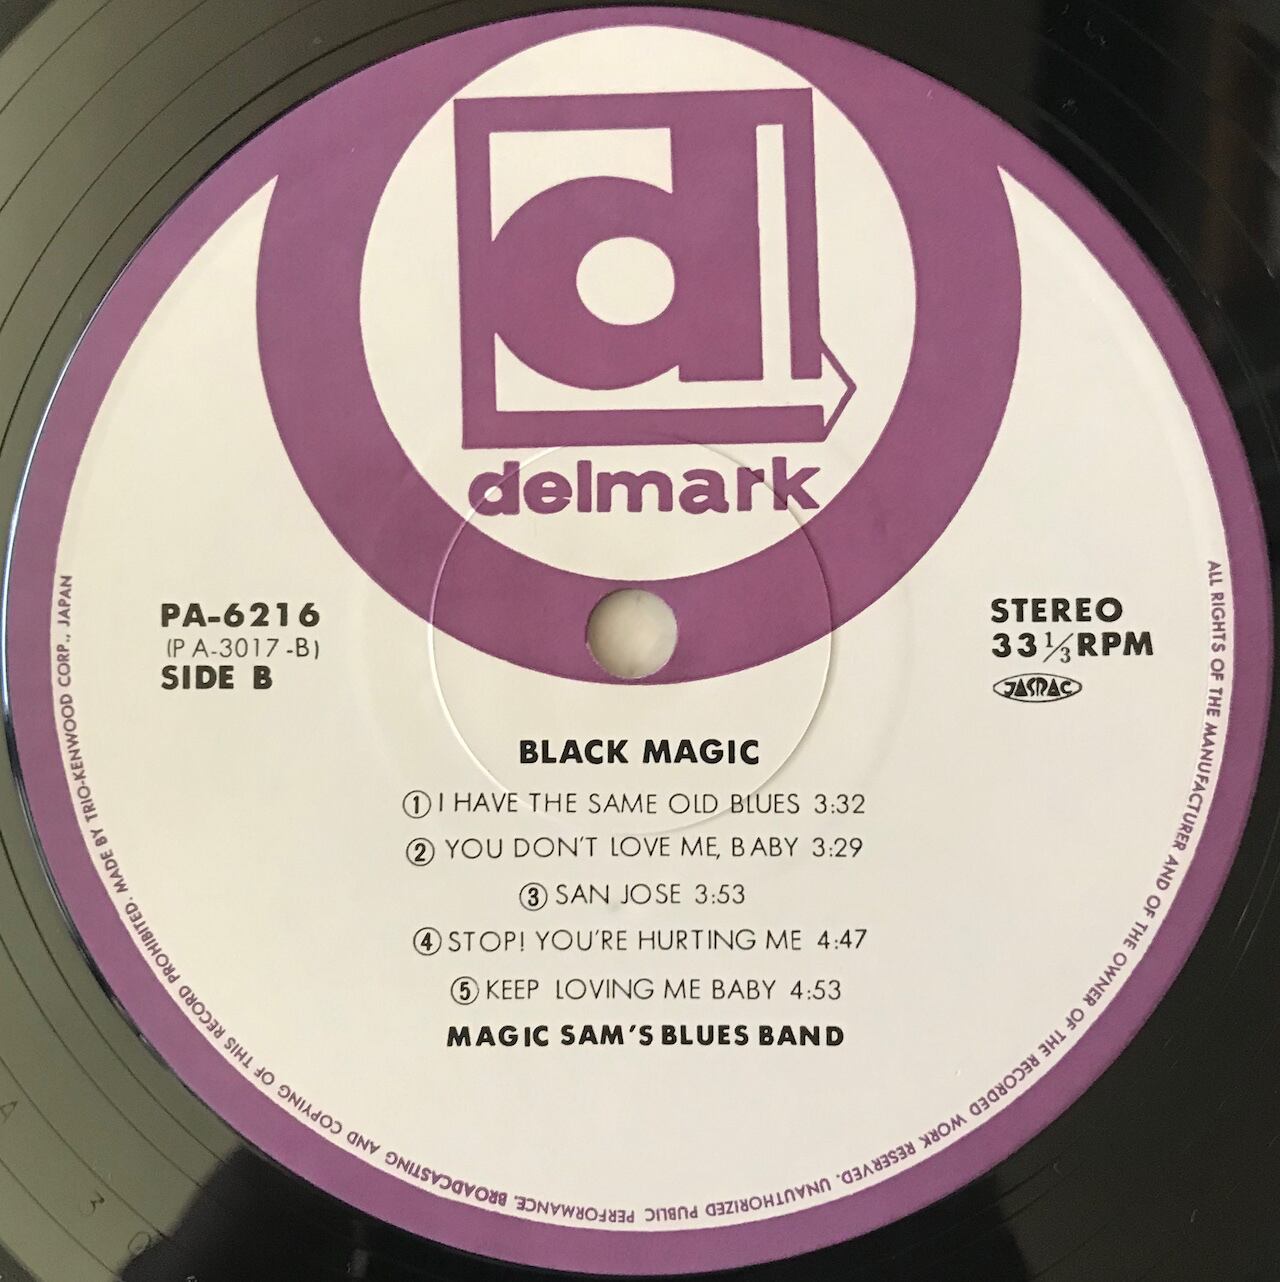 d
delmark
PA-6216
(PA-3017-B)
SIDE B
STEREO
33 1/3 RPM
JASRAC
BLACK MAGIC
① I HAVE THE SAME OLD BLUES 3:32
② YOU DON'T LOVE ME, BABY 3:29
③ SAN JOSE 3:53
④ STOP! YOU'RE HURTING ME 4:47
⑤ KEEP LOVING ME BABY 4:53
MAGIC SAM'S BLUES BAND
ALL RIGHTS OF THE MANUFACTURER AND OF THE OWNER OF THE RECORDED WORK RESERVED. UNAUTHORIZED PUBLIC PERFORMANCE, BROADCASTING AND COPYING OF THIS RECORD PROHIBITED. MADE BY TRIO-KENWOOD CORP., JAPAN